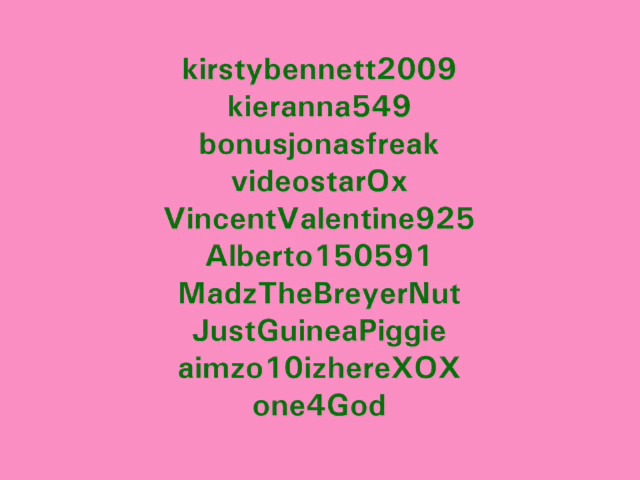 kirstybennett2009
kieranna549
bonusjonasfreak
videostarOx
VincentValentine925
Alberto150591
MadzTheBreyerNut
JustGuineaPiggie
aimzo10izhereXOX
one4God